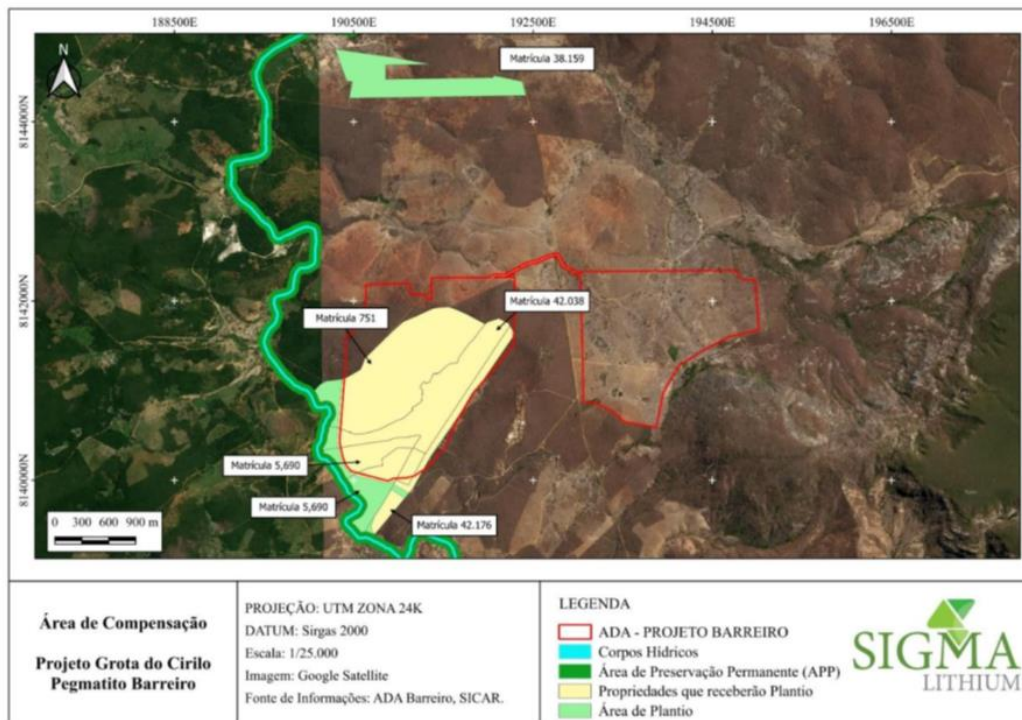 188500E 190500E 192500E 194500E 196500E
N
Matrícula 38.159
8144000N
8142000N
Matrícula 42.038
Matrícula 751
Matrícula 5,690
8140000N
Matrícula 5,690
Matrícula 42.176
0 300 600 900 m
Área de Compensação
Projeto Grota do Cirilo
Pegmatito Barreiro
PROJEÇÃO: UTM ZONA 24K
DATUM: Sirgas 2000
Escala: 1/25.000
Imagem: Google Satellite
Fonte de Informações: ADA Barreiro, SICAR.
LEGENDA
ADA - PROJETO BARREIRO
Corpos Hídricos
Área de Preservação Permanente (APP)
Propriedades que receberão Plantio
Área de Plantio
SIGMA
LITHIUM